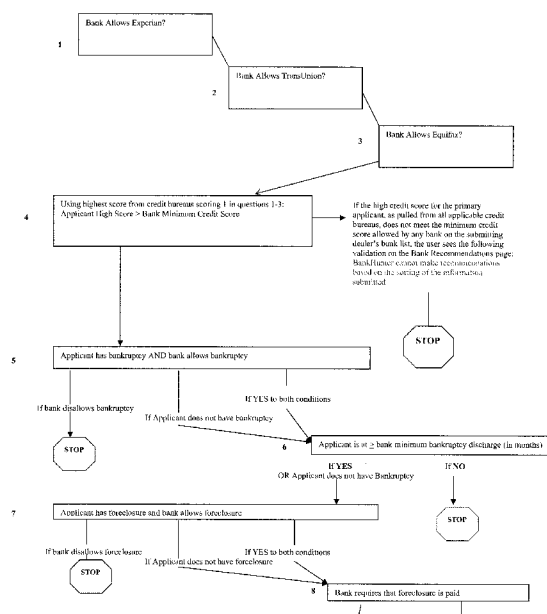 Bank Allows Experian?
1
Bank Allows TransUnion?
2
3
Bank Allows Equifax?
4
Using highest score from credit bureaus scoring 1 in questions 1-3:
Applicant High Score > Bank Minimum Credit Score
If the high credit score for the primary
applicant, as pulled from all applicable credit
bureaus, does not meet the minimum credit
score allowed by any bank on the submitting
dealer's bank list, the user sees the following
validation on the Bank Recommendations page:
BankHunter cannot make recommendations
based on the scoring of the information
submitted
STOP
5
Applicant has bankruptcy AND bank allows bankruptcy
If bank disallows bankruptcy
If Applicant does not have bankruptcy
If YES to both conditions
STOP
6
Applicant is at ≥ bank minimum bankruptcy discharge (in months)
If YES
OR Applicant does not have Bankruptcy
If NO
STOP
7
Applicant has foreclosure and bank allows foreclosure
If bank disallows foreclosure
If Applicant does not have foreclosure
If YES to both conditions
STOP
8
Bank requires that foreclosure is paid